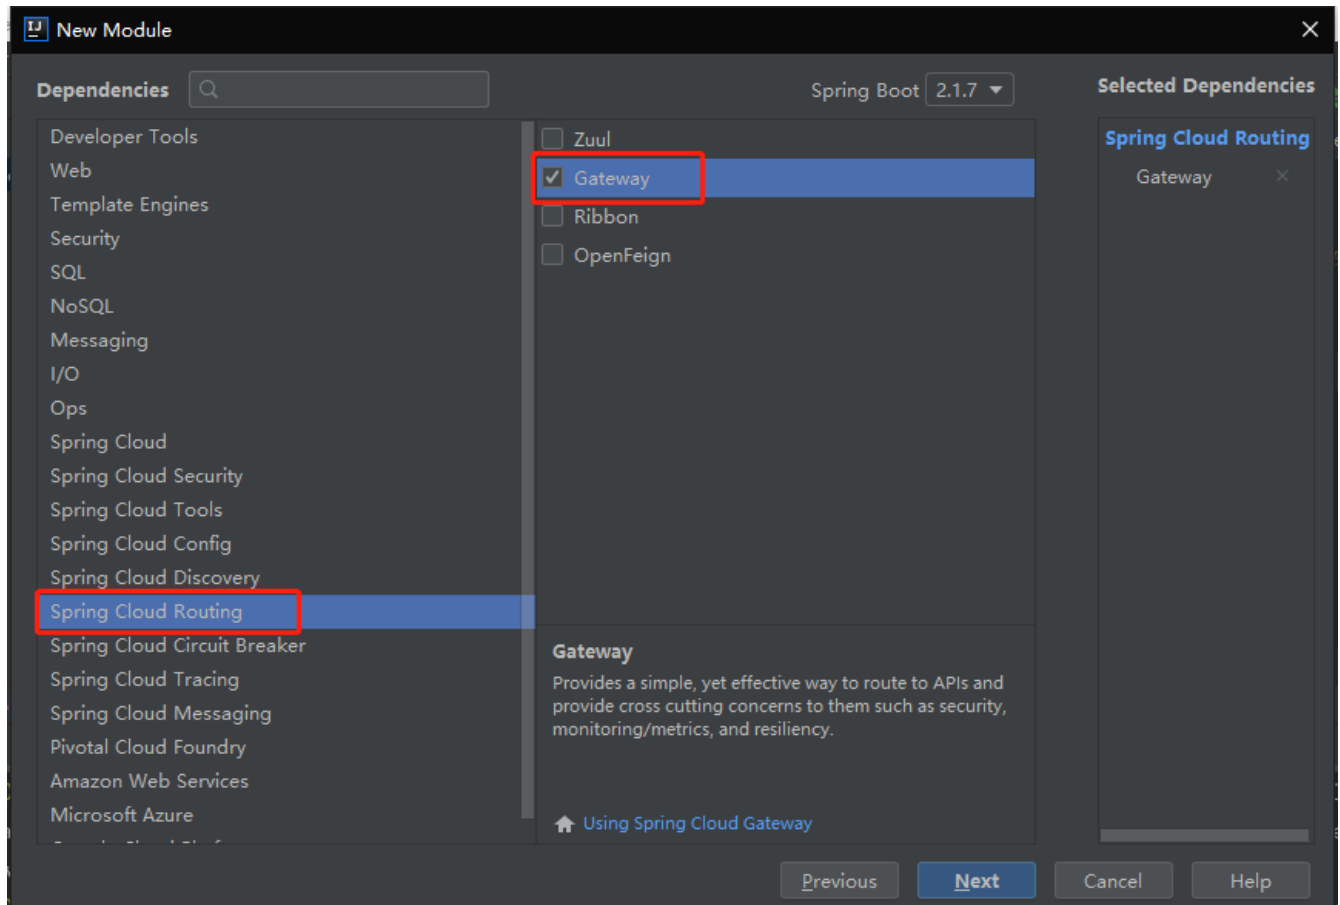 New Module
Dependencies
Spring Boot 2.1.7
Selected Dependencies
Developer Tools
Web
Template Engines
Security
SQL
NoSQL
Messaging
I/O
Ops
Spring Cloud
Spring Cloud Security
Spring Cloud Tools
Spring Cloud Config
Spring Cloud Discovery
Spring Cloud Routing
Spring Cloud Circuit Breaker
Spring Cloud Tracing
Spring Cloud Messaging
Pivotal Cloud Foundry
Amazon Web Services
Microsoft Azure
Zuul
Gateway
Ribbon
OpenFeign
Gateway
Provides a simple, yet effective way to route to APIs and
provide cross cutting concerns to them such as security,
monitoring/metrics, and resiliency.
Using Spring Cloud Gateway
Spring Cloud Routing
Gateway
Previous
Next
Cancel
Help